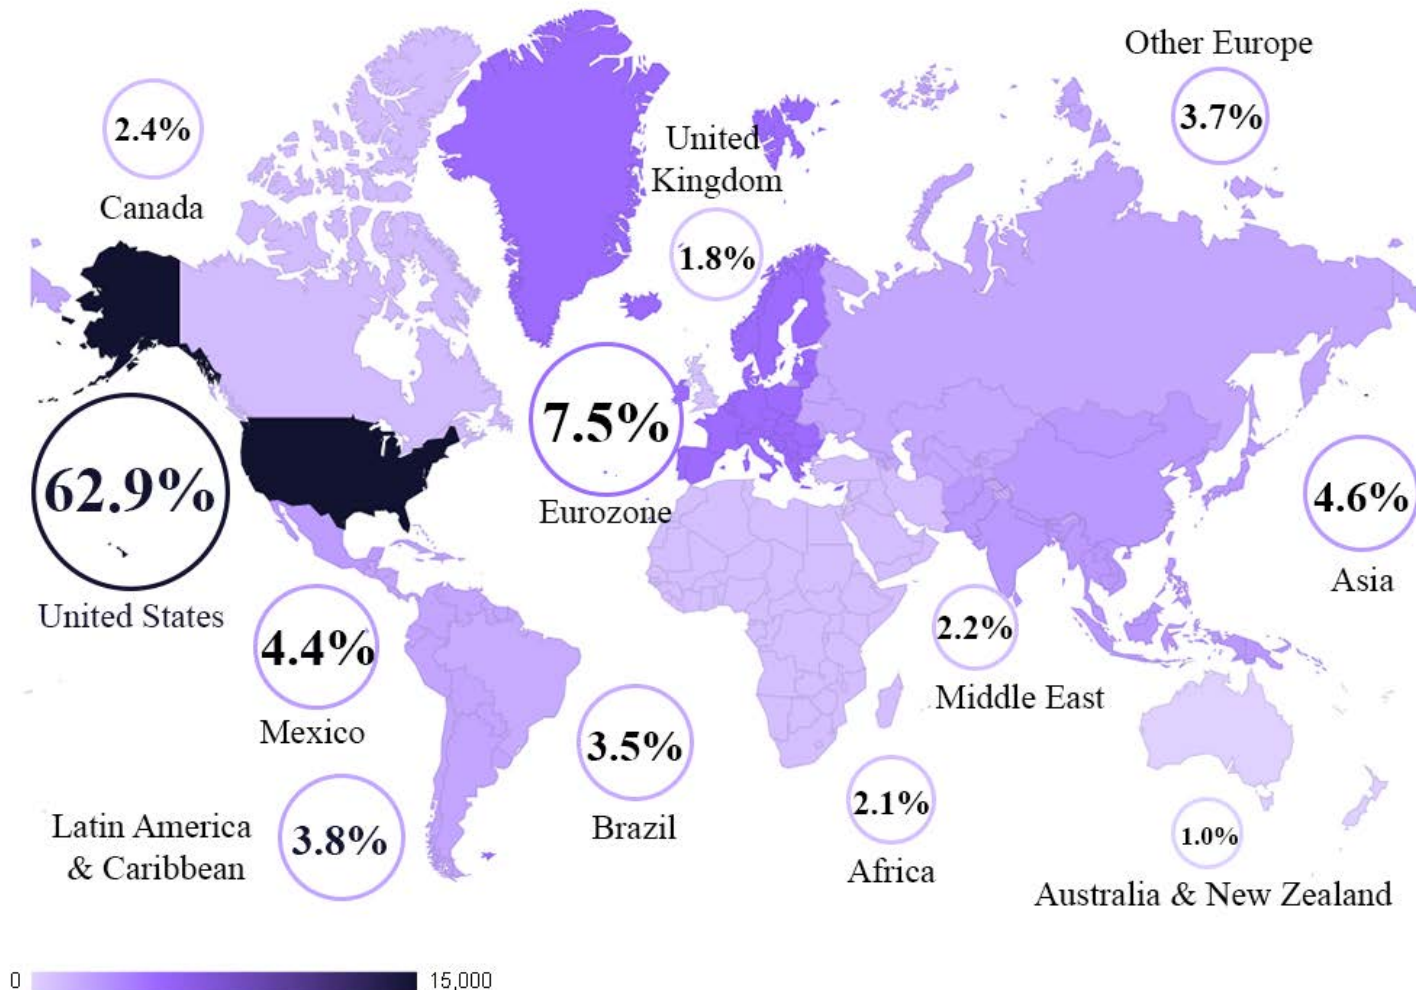 Other Europe
3.7%
2.4%
Canada
United
Kingdom
1.8%
62.9%
United States
7.5%
Eurozone
4.6%
Asia
4.4%
Mexico
2.2%
Middle East
3.5%
Brazil
Latin America
& Caribbean
3.8%
2.1%
Africa
1.0%
Australia & New Zealand
0
15,000